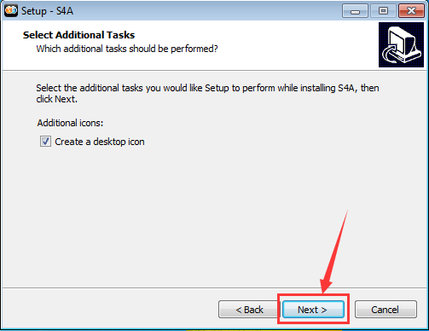 Setup - S4A
Select Additional Tasks
Which additional tasks should be performed?
Select the additional tasks you would like Setup to perform while installing S4A, then
click Next.
Additional icons:
Create a desktop icon
< Back
Next >
Cancel